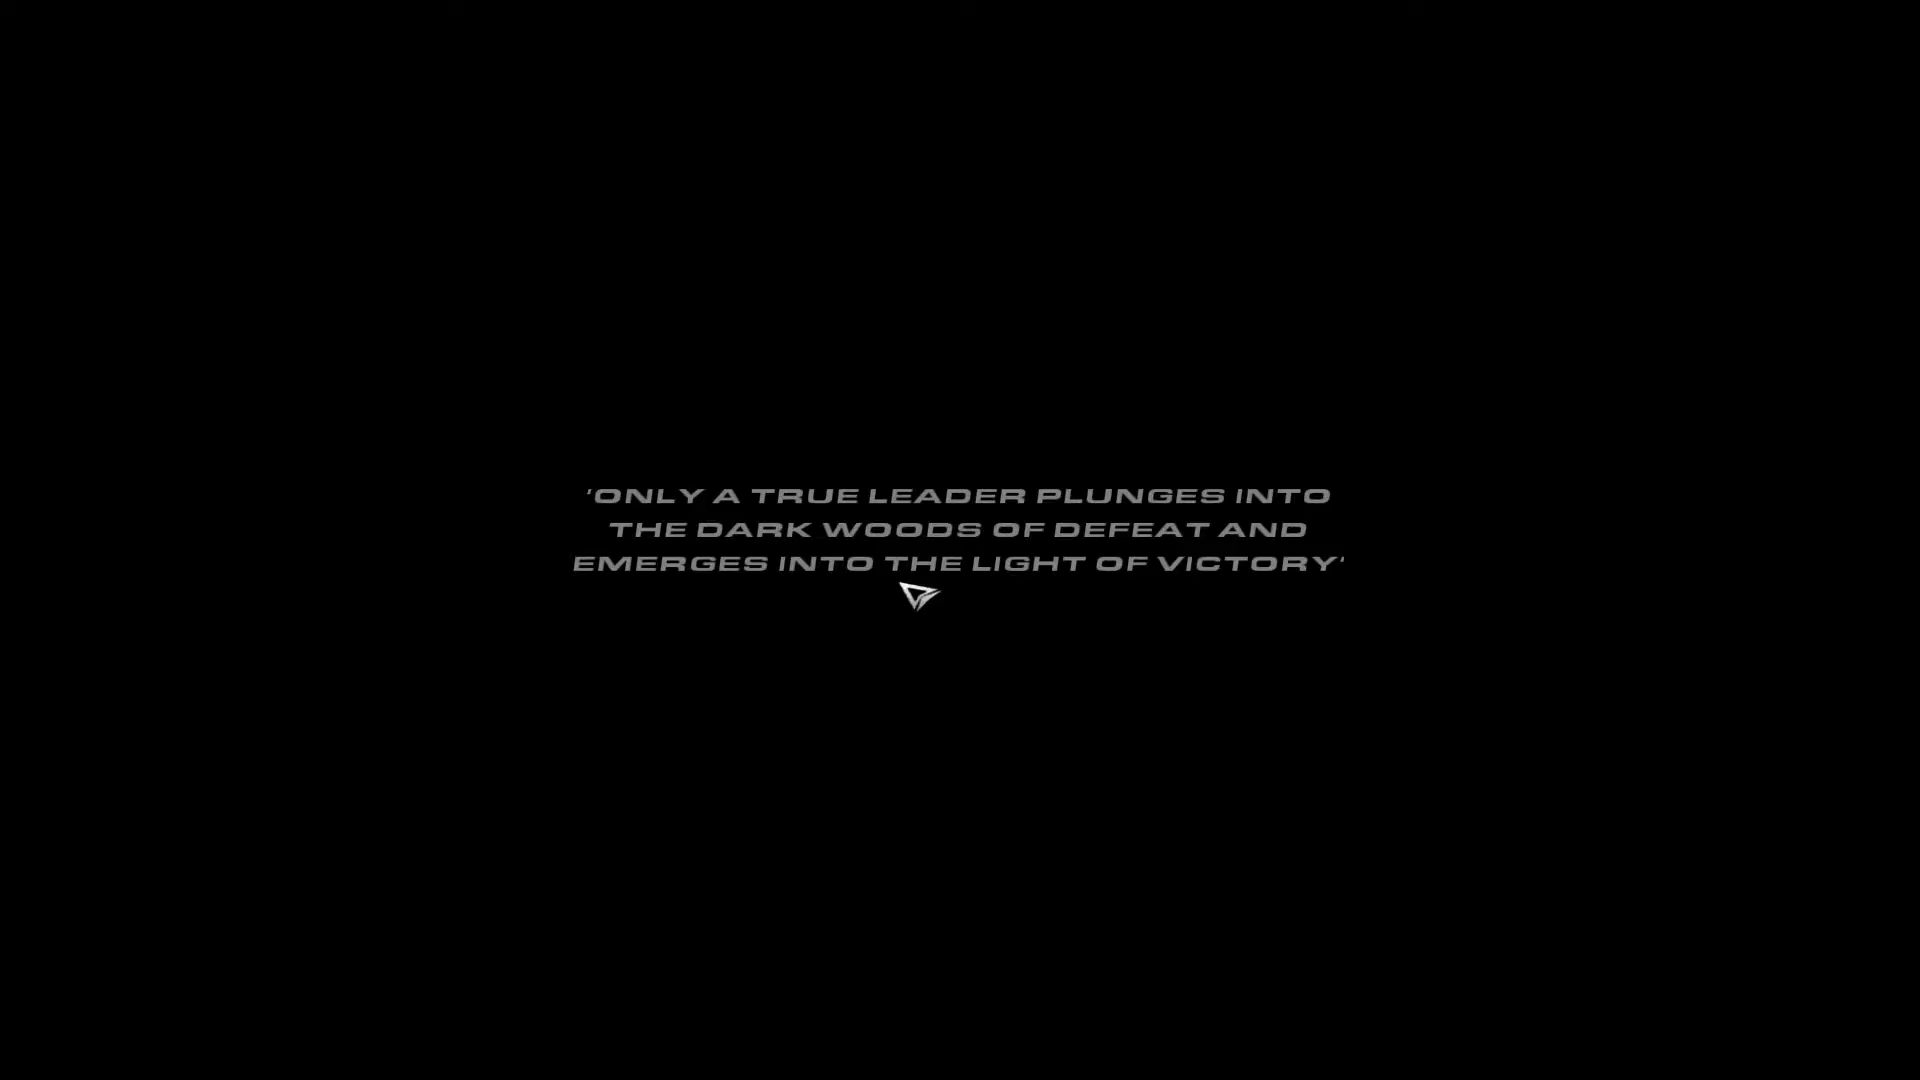 'ONLY A TRUE LEADER PLUNGES INTO
THE DARK WOODS OF DEFEAT AND
EMERGES INTO THE LIGHT OF VICTORY'